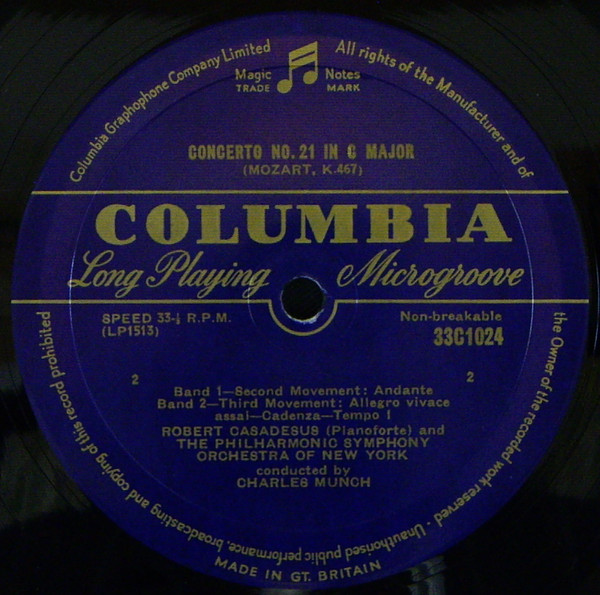 Columbia Graphophone Company Limited
Magic Notes
TRADE MARK
All rights of the Manufacturer and of
the Owner of the recorded work reserved - Unauthorised public performance, broadcasting and copying of this record prohibited
CONCERTO NO. 21 IN C MAJOR
(MOZART, K.467)
COLUMBIA
Long Playing Microgroove
SPEED 33-⅓ R.P.M. Non-breakable
(LP1513) 33C1024
2 2
Band 1—Second Movement: Andante
Band 2—Third Movement: Allegro vivace
assai—Cadenza—Tempo I
ROBERT CASADESUS (Pianoforte) and
THE PHILHARMONIC SYMPHONY
ORCHESTRA OF NEW YORK
conducted by
CHARLES MUNCH
MADE IN GT. BRITAIN